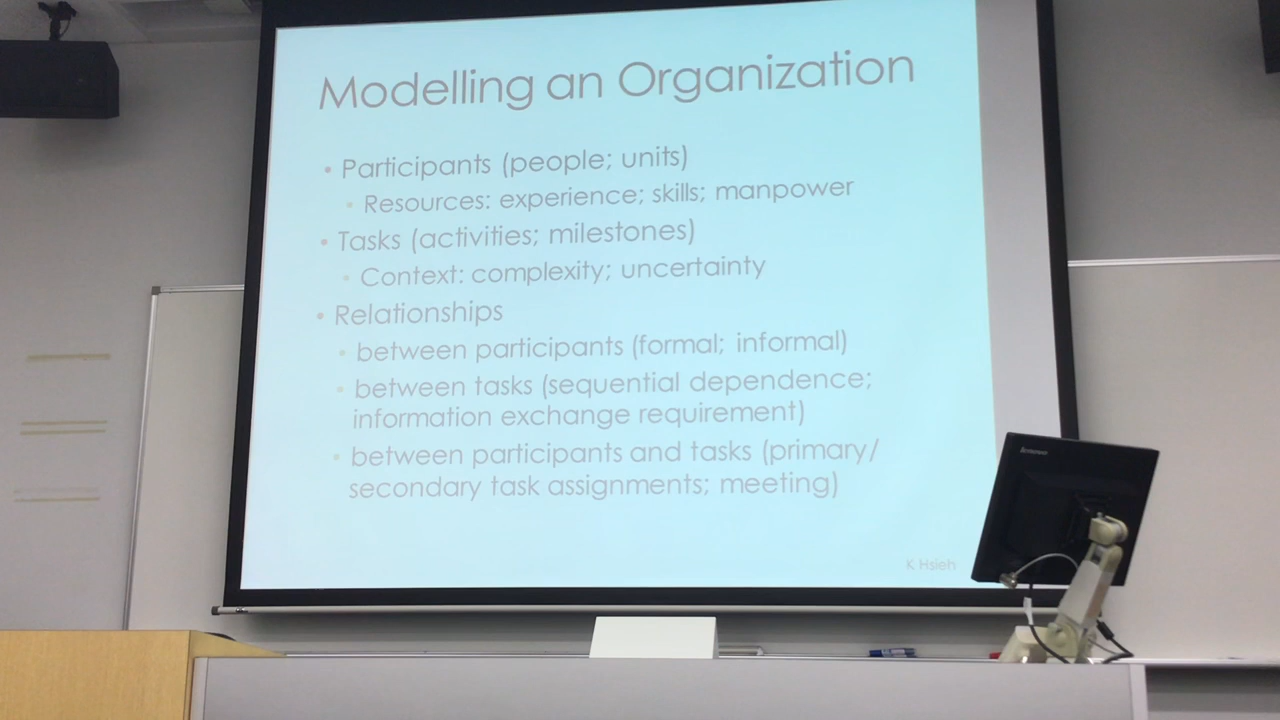 Modelling an Organization
• Participants (people; units)
• Resources: experience; skills; manpower
• Tasks (activities; milestones)
• Context: complexity; uncertainty
• Relationships
• between participants (formal; informal)
• between tasks (sequential dependence;
information exchange requirement)
• between participants and tasks (primary/
secondary task assignments; meeting)
K Hsieh
lenovo